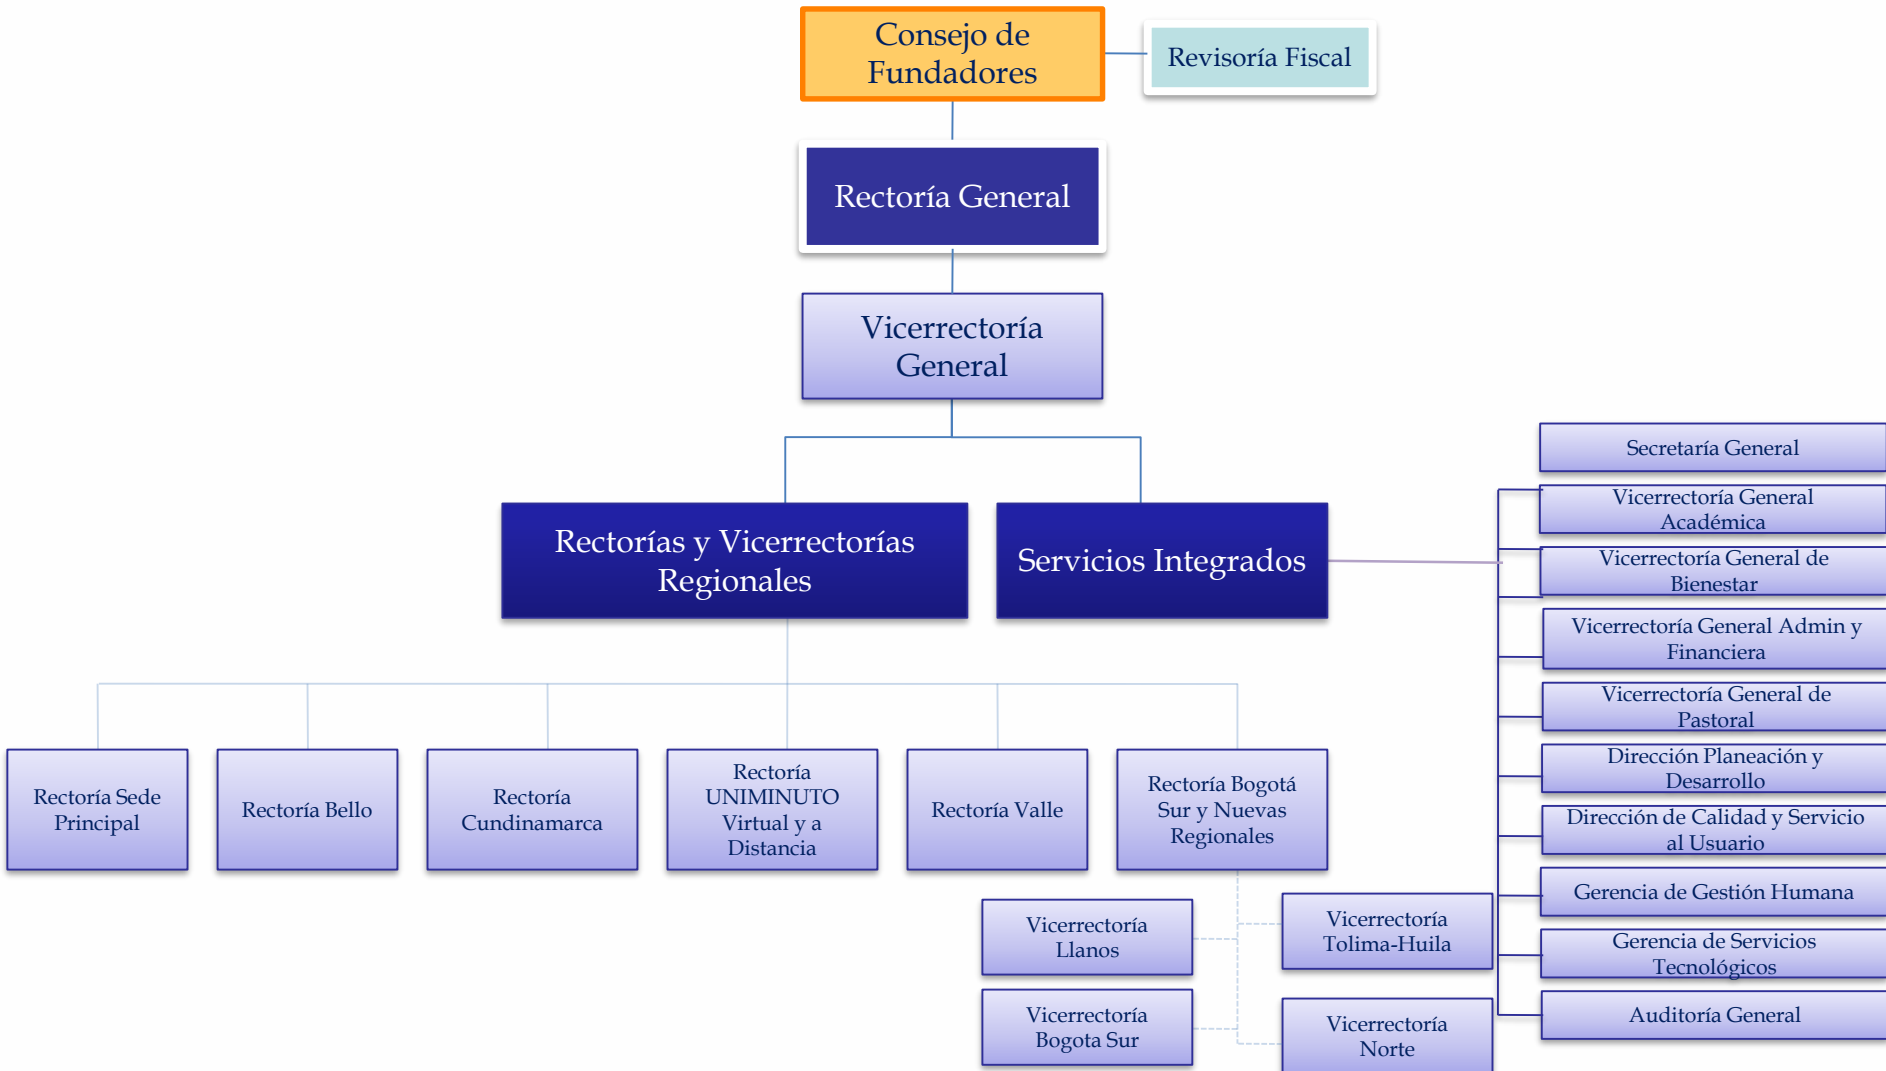 Consejo de
Fundadores
Revisoría Fiscal
Rectoría General
Vicerrectoría
General
Rectorías y Vicerrectorías
Regionales
Servicios Integrados
Secretaría General
Vicerrectoría General
Académica
Vicerrectoría General de
Bienestar
Vicerrectoría General Admin y
Financiera
Vicerrectoría General de
Pastoral
Dirección Planeación y
Desarrollo
Dirección de Calidad y Servicio
al Usuario
Gerencia de Gestión Humana
Gerencia de Servicios
Tecnológicos
Auditoría General
Rectoría Sede
Principal
Rectoría Bello
Rectoría
Cundinamarca
Rectoría
UNIMINUTO
Virtual y a
Distancia
Rectoría Valle
Rectoría Bogotá
Sur y Nuevas
Regionales
Vicerrectoría
Llanos
Vicerrectoría
Tolima-Huila
Vicerrectoría
Bogota Sur
Vicerrectoría
Norte